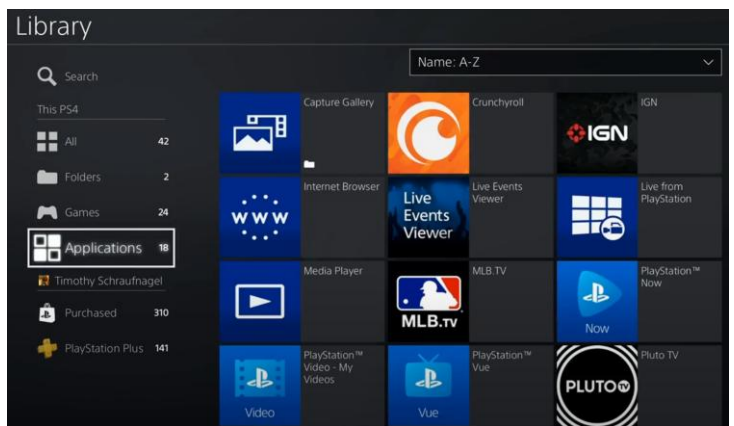 Library
Name: A-Z
Search
This PS4
All 42
Folders 2
Games 24
Applications 18
Timothy Schraufnagel
Purchased 310
PlayStation Plus 141
Capture Gallery
Crunchyroll
IGN
IGN
www
Internet Browser
Live
Events
Viewer
Live Events
Viewer
Live from
PlayStation
Media Player
MLB.TV
MLB.TV
Now
PlayStation™
Now
Video
PlayStation™
Video - My
Videos
Vue
PlayStation™
Vue
PLUTO TV
Pluto TV